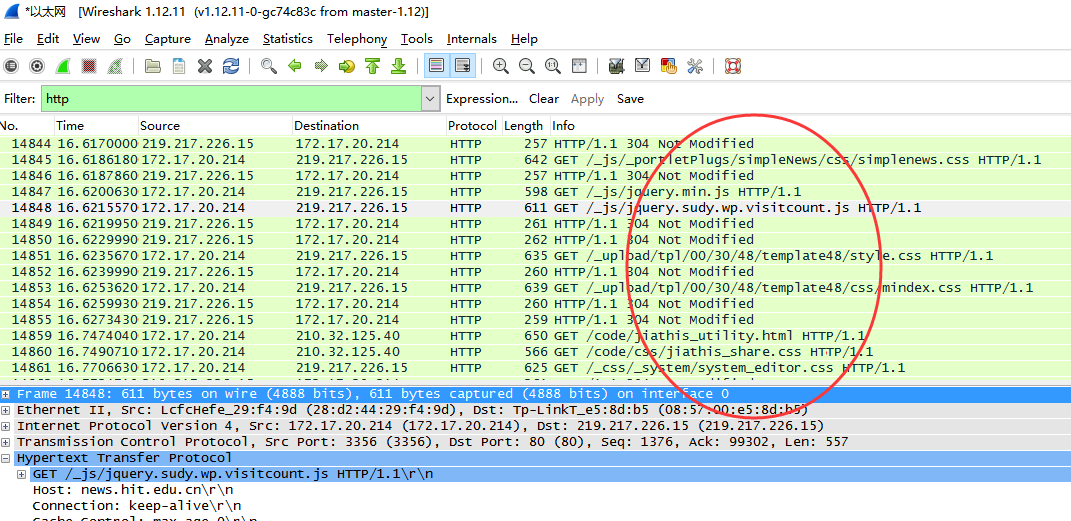 *以太网 [Wireshark 1.12.11 (v1.12.11-0-gc74c83c from master-1.12)]
File Edit View Go Capture Analyze Statistics Telephony Tools Internals Help
Filter: http Expression... Clear Apply Save
No. Time Source Destination Protocol Length Info
14844 16.6170000 219.217.226.15 172.17.20.214 HTTP 257 HTTP/1.1 304 Not Modified
14845 16.6186180 172.17.20.214 219.217.226.15 HTTP 642 GET /_js/_portletPlugs/simpleNews/css/simplenews.css HTTP/1.1
14846 16.6187860 219.217.226.15 172.17.20.214 HTTP 257 HTTP/1.1 304 Not Modified
14847 16.6200630 172.17.20.214 219.217.226.15 HTTP 598 GET /_js/jquery.min.js HTTP/1.1
14848 16.6215570 172.17.20.214 219.217.226.15 HTTP 611 GET /_js/jquery.sudy.wp.visitcount.js HTTP/1.1
14849 16.6219950 219.217.226.15 172.17.20.214 HTTP 261 HTTP/1.1 304 Not Modified
14850 16.6229990 219.217.226.15 172.17.20.214 HTTP 262 HTTP/1.1 304 Not Modified
14851 16.6235670 172.17.20.214 219.217.226.15 HTTP 635 GET /_upload/tpl/00/30/48/template48/style.css HTTP/1.1
14852 16.6239990 219.217.226.15 172.17.20.214 HTTP 260 HTTP/1.1 304 Not Modified
14853 16.6253620 172.17.20.214 219.217.226.15 HTTP 639 GET /_upload/tpl/00/30/48/template48/css/mindex.css HTTP/1.1
14854 16.6259930 219.217.226.15 172.17.20.214 HTTP 260 HTTP/1.1 304 Not Modified
14855 16.6273430 219.217.226.15 172.17.20.214 HTTP 259 HTTP/1.1 304 Not Modified
14859 16.7474040 172.17.20.214 210.32.125.40 HTTP 650 GET /code/jiathis_utility.html HTTP/1.1
14860 16.7490710 172.17.20.214 210.32.125.40 HTTP 566 GET /code/css/jiathis_share.css HTTP/1.1
14861 16.7706630 172.17.20.214 219.217.226.15 HTTP 625 GET /_css/_system/system_editor.css HTTP/1.1
Frame 14848: 611 bytes on wire (4888 bits), 611 bytes captured (4888 bits) on interface 0
Ethernet II, Src: LcfcHefe_29:f4:9d (28:d2:44:29:f4:9d), Dst: Tp-LinkT_e5:8d:b5 (08:57:00:e5:8d:b5)
Internet Protocol Version 4, Src: 172.17.20.214 (172.17.20.214), Dst: 219.217.226.15 (219.217.226.15)
Transmission Control Protocol, Src Port: 3356 (3356), Dst Port: 80 (80), Seq: 1376, Ack: 99302, Len: 557
Hypertext Transfer Protocol
GET /_js/jquery.sudy.wp.visitcount.js HTTP/1.1\r\n
Host: news.hit.edu.cn\r\n
Connection: keep-alive\r\n